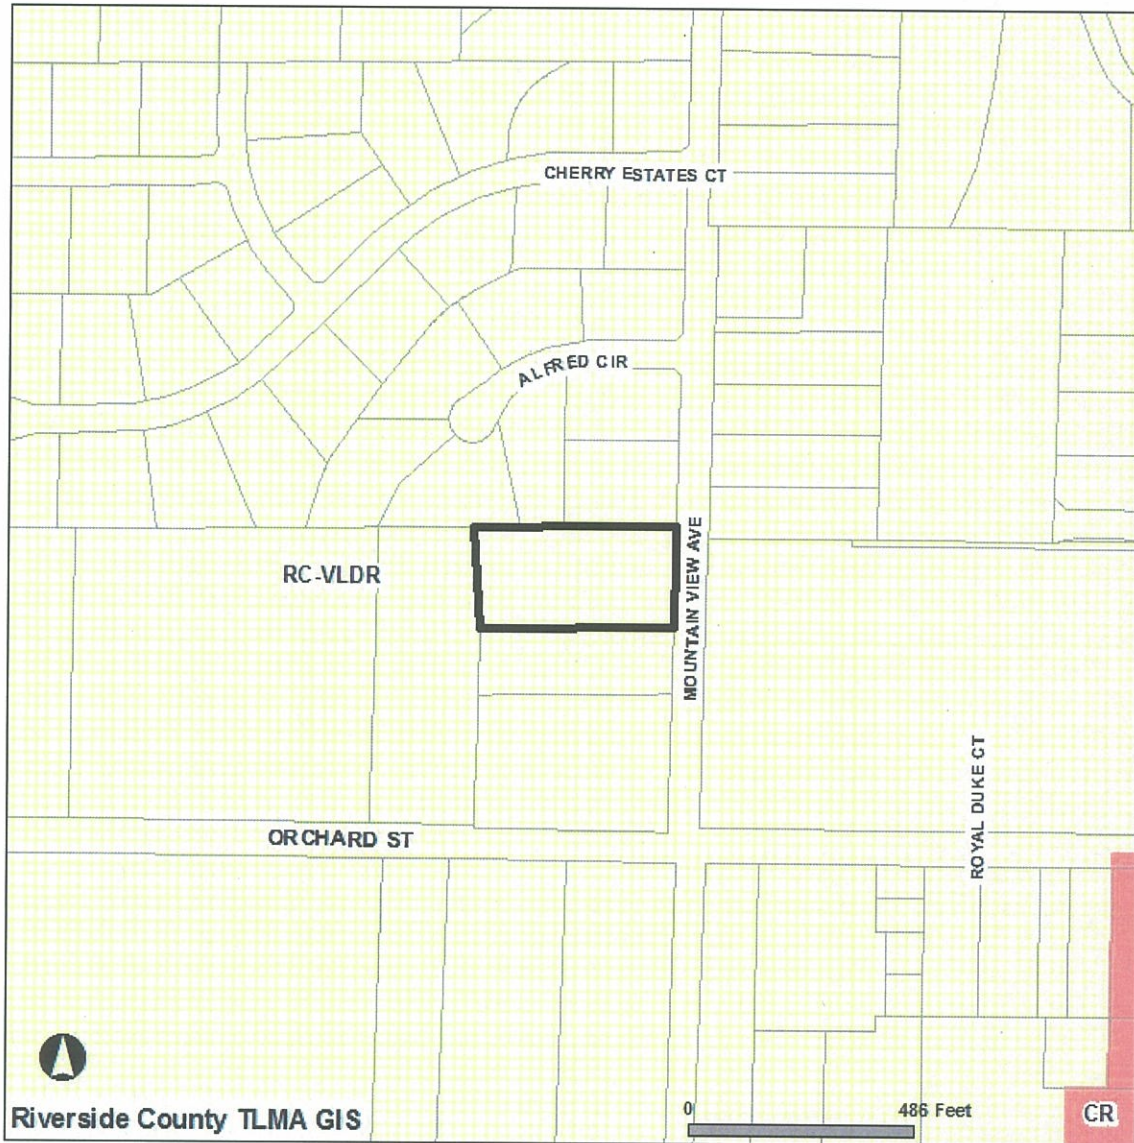 CHERRY ESTATES CT
ALFRED CIR
MOUNTAIN VIEW AVE
RC-VLDR
ROYAL DUKE CT
ORCHARD ST
Riverside County TLMA GIS
0
486 Feet
CR